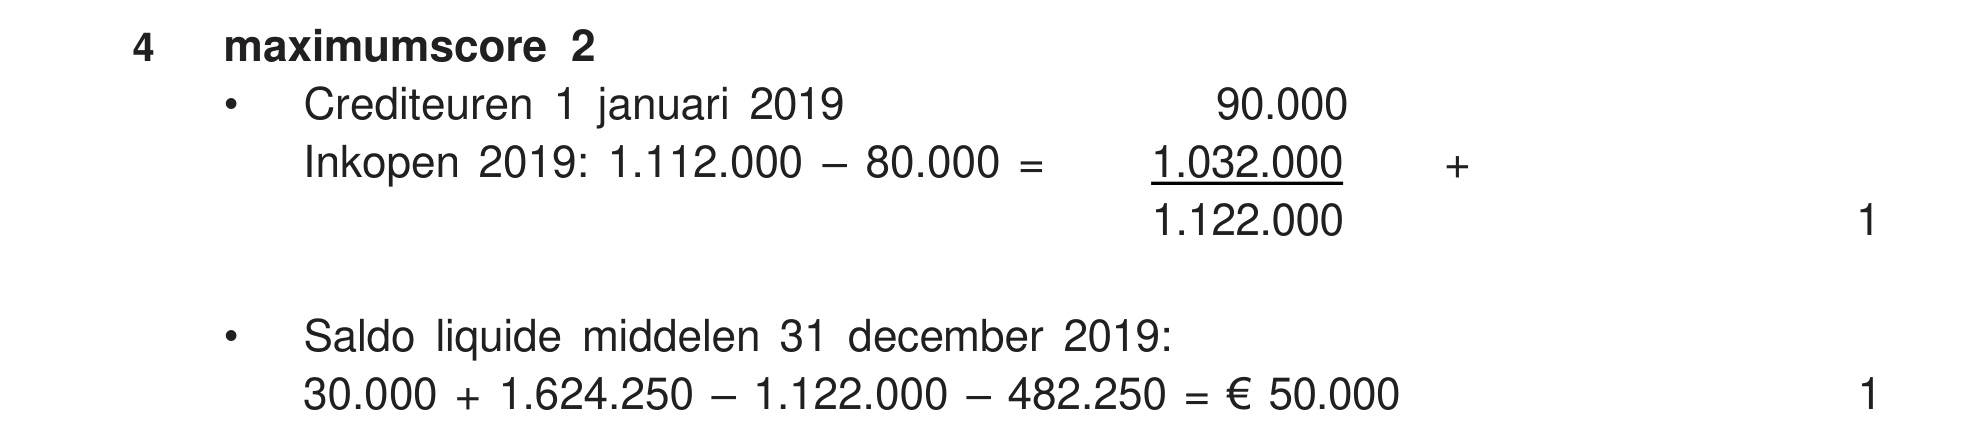 4 maximumscore 2
• Crediteuren 1 januari 2019 90.000
Inkopen 2019: 1.112.000 – 80.000 = 1.032.000 +
1.122.000 1
• Saldo liquide middelen 31 december 2019:
30.000 + 1.624.250 – 1.122.000 – 482.250 = € 50.000 1